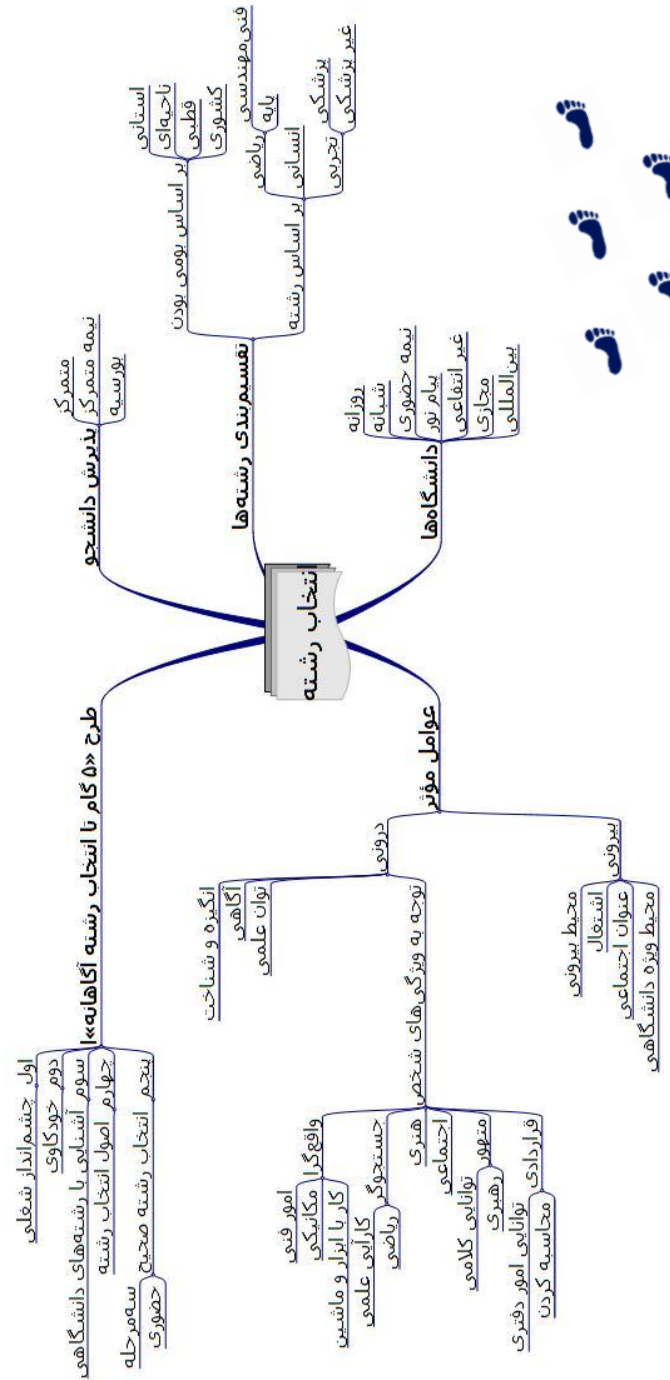 انتخاب رشته
پذیرش دانشجو
متمرکز
نیمه متمرکز
بورسیه
تقسیم‌بندی رشته‌ها
بر اساس بومی بودن
استانی
ناحیه‌ای
قطبی
کشوری
بر اساس رشته
ریاضی
فنی‌مهندسی
پایه
انسانی
تجربی
پزشکی
غیر پزشکی
دانشگاه‌ها
روزانه
شبانه
نیمه حضوری
پیام نور
غیر انتفاعی
مجازی
بین‌المللی
طرح «۵ گام تا انتخاب رشته آگاهانه»ا
اول چشم‌انداز شغلی
دوم خودکاوی
سوم آشنایی با رشته‌های دانشگاهی
چهارم اصول انتخاب رشته
پنجم انتخاب رشته صحیح
سه‌مرحله
حضوری
عوامل مؤثر
درونی
انگیزه و شناخت
آگاهی
توان علمی
توجه به ویژگی‌های شخص
واقع‌گرا
امور فنی
مکانیکی
کار با ابزار و ماشین
جستجوگر
کارآیی علمی
ریاضی
هنری
اجتماعی
متهور
توانایی کلامی
رهبری
قراردادی
توانایی امور دفتری
محاسبه کردن
بیرونی
محیط بیرونی
اشتغال
عنوان اجتماعی
محیط ویژه دانشگاهی